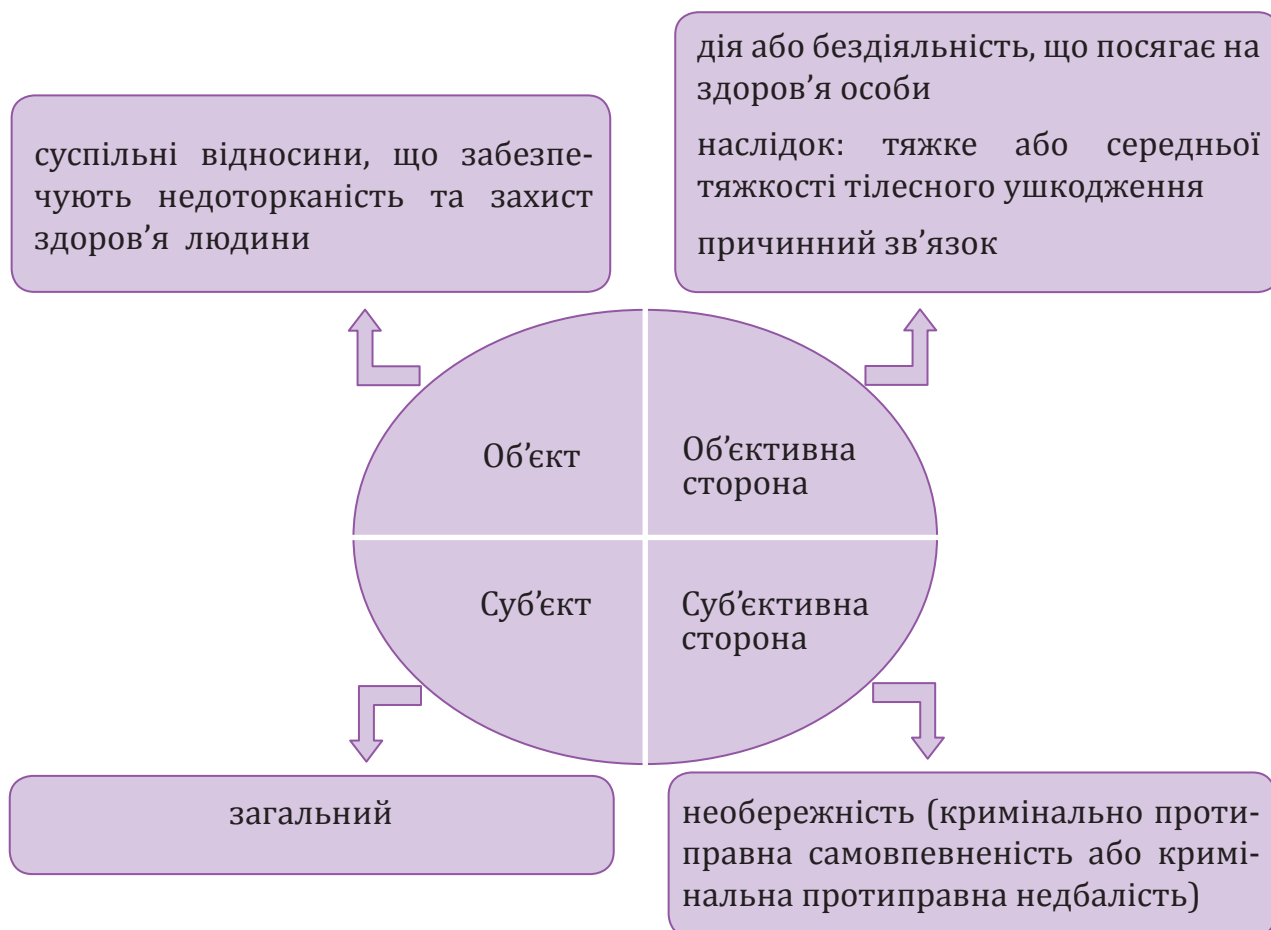 суспільні відносини, що забезпе-
чують недоторканість та захист
здоров’я людини
дія або бездіяльність, що посягає на
здоров’я особи
наслідок: тяжке або середньої
тяжкості тілесного ушкодження
причинний зв’язок
Об’єкт
Об’єктивна
сторона
Суб’єкт
Суб’єктивна
сторона
загальний
необережність (кримінально проти-
правна самовпевненість або кримі-
нальна протиправна недбалість)